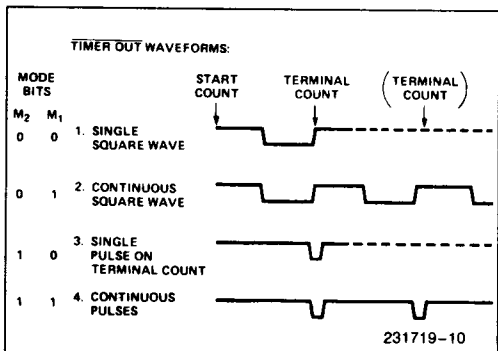 TIMER OUT WAVEFORMS:
MODE BITS
M2 M1
START COUNT
TERMINAL COUNT
(TERMINAL COUNT)
0 0 1. SINGLE SQUARE WAVE
0 1 2. CONTINUOUS SQUARE WAVE
1 0 3. SINGLE PULSE ON TERMINAL COUNT
1 1 4. CONTINUOUS PULSES
231719-10